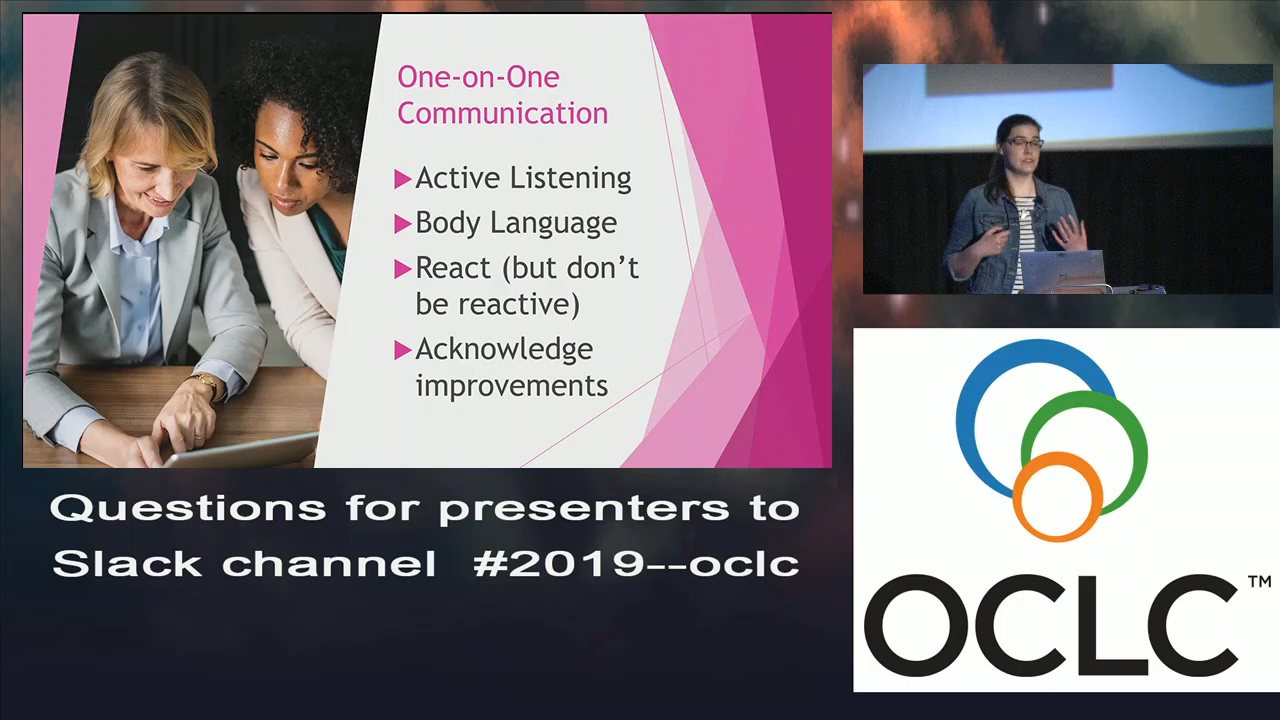 One-on-One
Communication
Active Listening
Body Language
React (but don't
be reactive)
Acknowledge
improvements
Questions for presenters to
Slack channel #2019--oclc
OCLC™